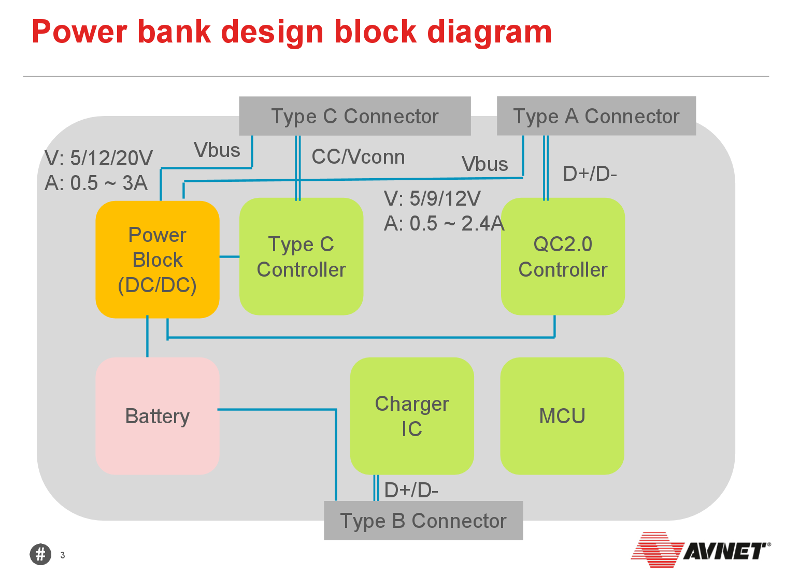 Power bank design block diagram
Type C Connector
Type A Connector
V: 5/12/20V
A: 0.5 ~ 3A
Vbus
CC/Vconn
Vbus
D+/D-
V: 5/9/12V
A: 0.5 ~ 2.4A
Power
Block
(DC/DC)
Type C
Controller
QC2.0
Controller
Battery
Charger
IC
MCU
D+/D-
Type B Connector
#
3
AVNET®